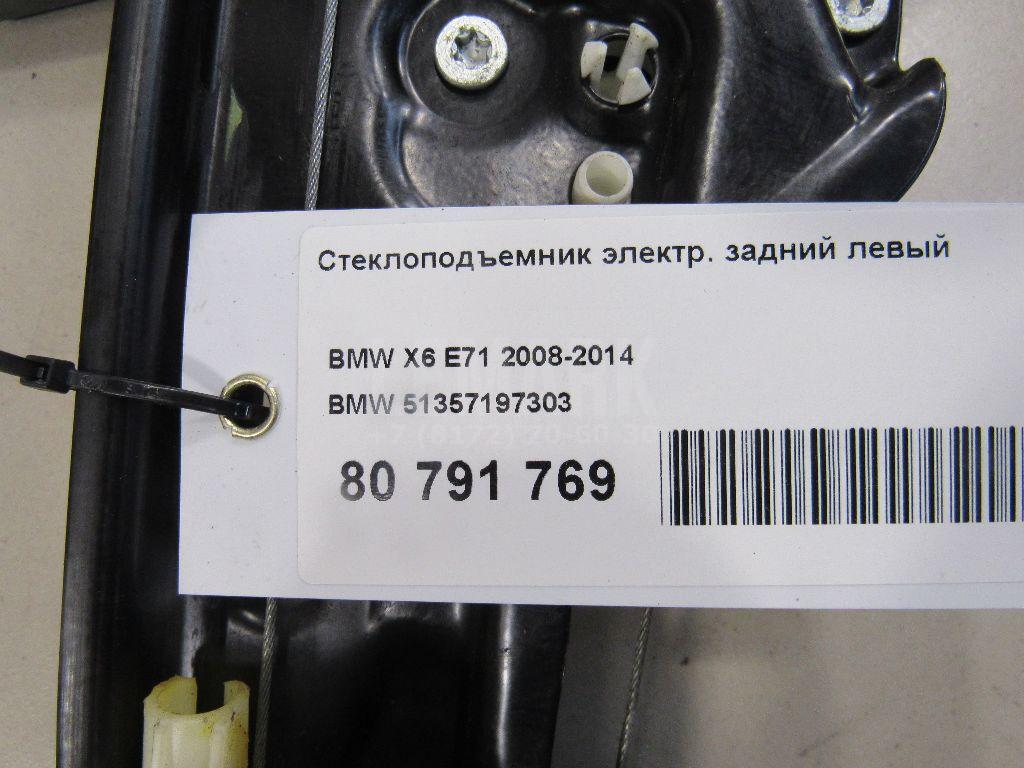 Стеклоподъемник электр. задний левый
BMW X6 E71 2008-2014
BMW 51357197303
80 791 769